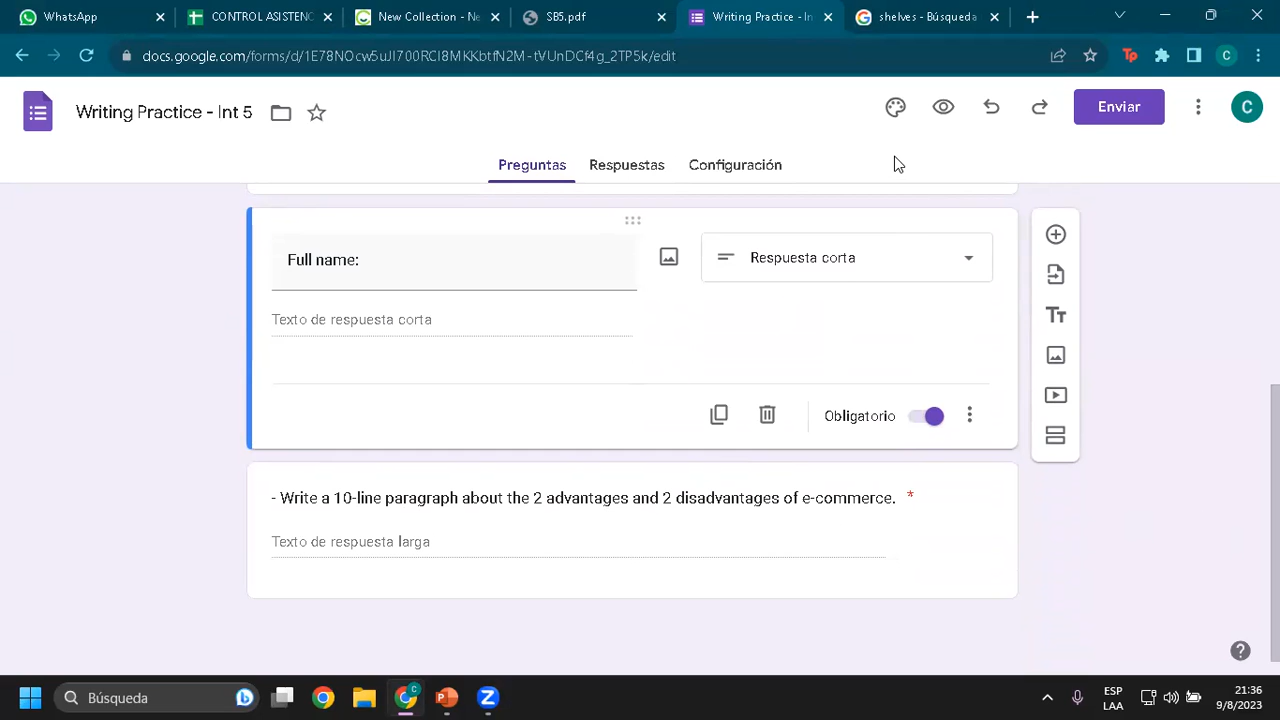 WhatsApp
CONTROL ASISTENC
New Collection - Ne
SB5.pdf
Writing Practice - In
shelves - Búsqueda
docs.google.com/forms/d/1E78NOcw5uJI700RCI8MKKbtfN2M-tVUnDCf4g_2TP5k/edit
Tp
C
Writing Practice - Int 5
Enviar
C
Preguntas
Respuestas
Configuración
Full name:
Respuesta corta
Texto de respuesta corta
Obligatorio
- Write a 10-line paragraph about the 2 advantages and 2 disadvantages of e-commerce. *
Texto de respuesta larga
Búsqueda
ESP
LAA
21:36
9/8/2023